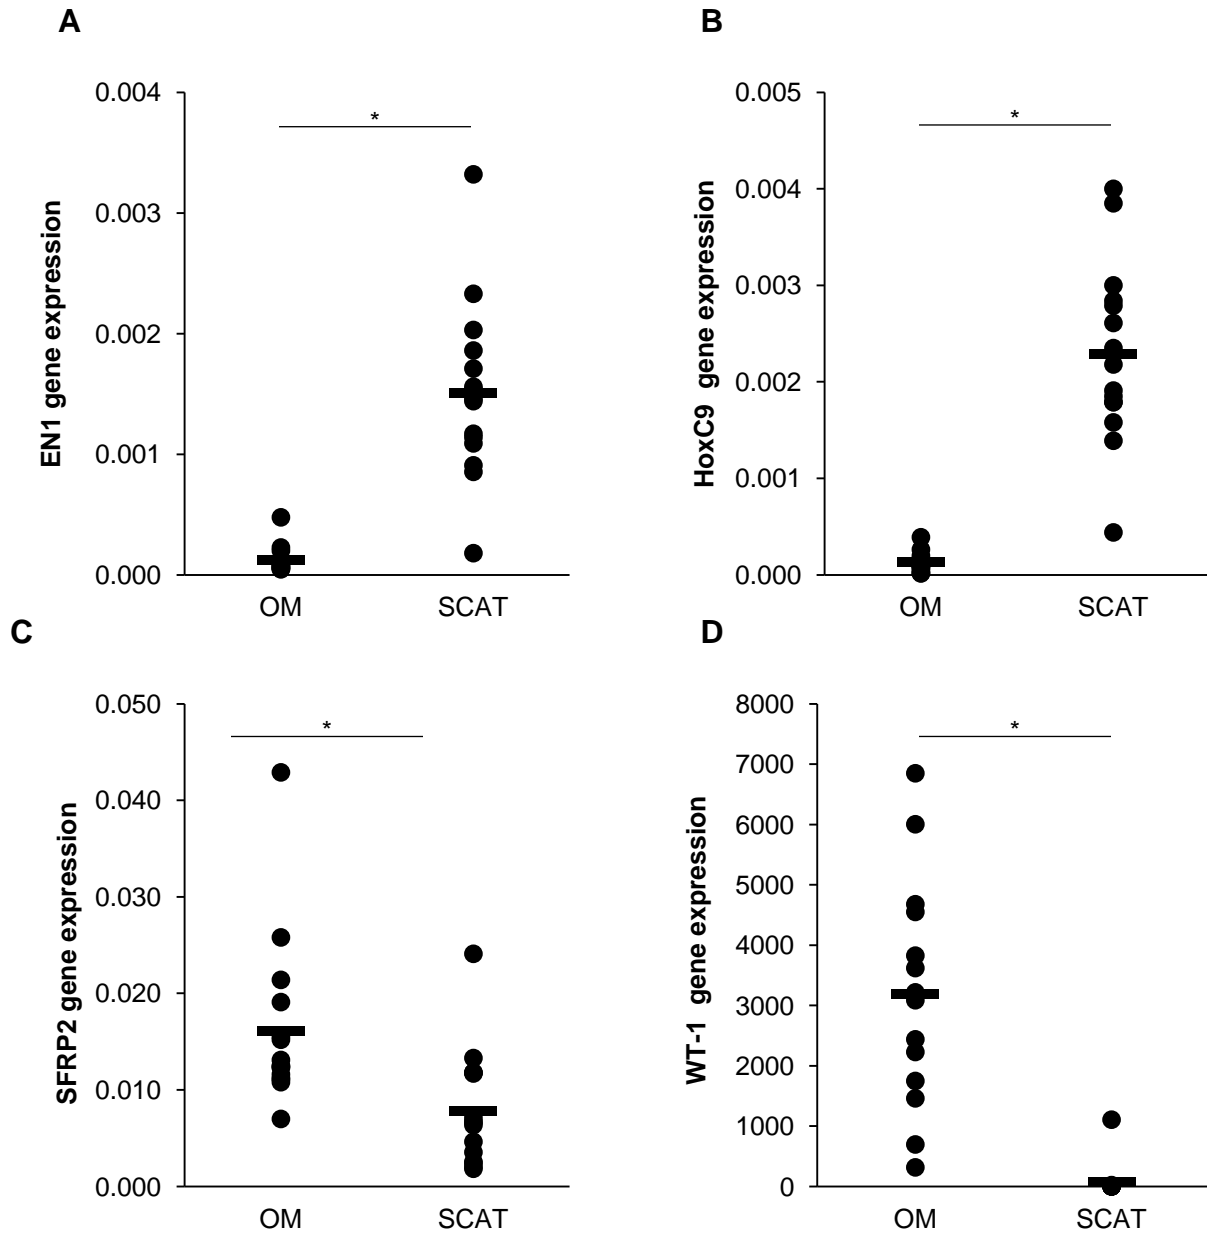 A
EN1 gene expression
0.004
0.003
0.002
0.001
0.000
*
OM
SCAT
B
HoxC9  gene expression
0.005
0.004
0.003
0.002
0.001
0.000
*
OM
SCAT
C
SFRP2 gene expression
0.050
0.040
0.030
0.020
0.010
0.000
*
OM
SCAT
D
WT-1  gene expression
8000
7000
6000
5000
4000
3000
2000
1000
0
*
OM
SCAT